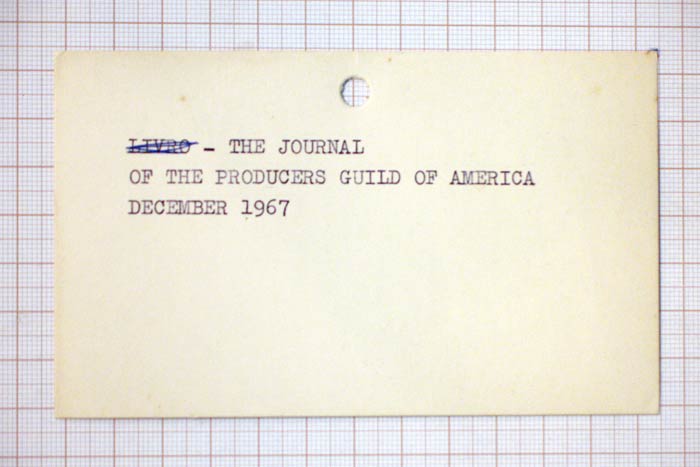 LIVRO - THE JOURNAL
OF THE PRODUCERS GUILD OF AMERICA
DECEMBER 1967